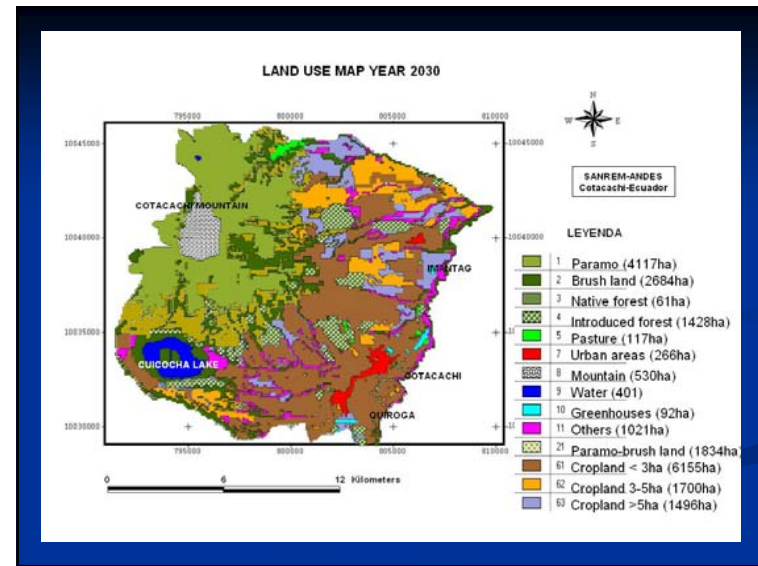 LAND USE MAP YEAR 2030
N
W E
S
795000 800000 805000 810000
10045000 10045000
SANREM-ANDES
Cotacachi-Ecuador
COTACACHI MOUNTAIN
LEYENDA
10040000 10040000
IMANTAG
1 Paramo (4117ha)
2 Brush land (2684ha)
3 Native forest (61ha)
4 Introduced forest (1428ha)
10035000
5 Pasture (117ha)
7 Urban areas (266ha)
CUICOCHA LAKE
COTACACHI
8 Mountain (530ha)
9 Water (401)
QUIROGA
10 Greenhouses (92ha)
10030000
11 Others (1021ha)
795000 800000 805000 810000
21 Paramo-brush land (1834ha)
61 Cropland < 3ha (6155ha)
0 6 12 Kilometers
62 Cropland 3-5ha (1700ha)
63 Cropland >5ha (1496ha)